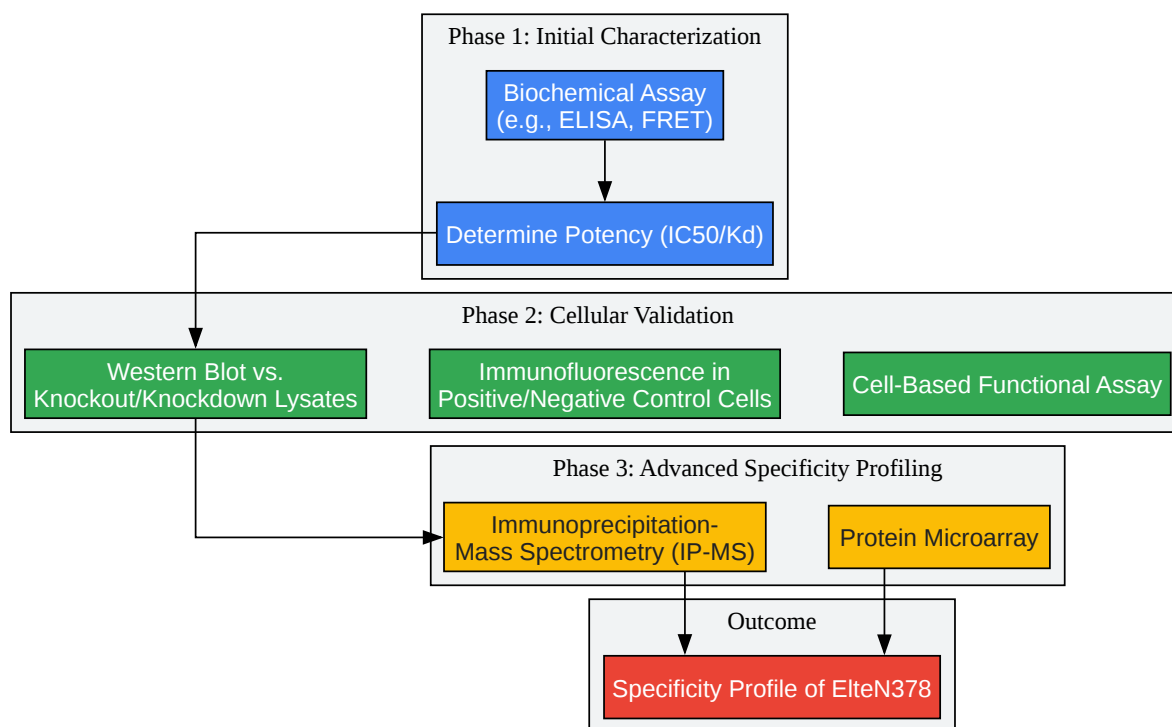 Phase 1: Initial Characterization
Biochemical Assay
(e.g., ELISA, FRET)
Determine Potency (IC50/Kd)
Phase 2: Cellular Validation
Western Blot vs.
Knockout/Knockdown Lysates
Immunofluorescence in
Positive/Negative Control Cells
Cell-Based Functional Assay
Phase 3: Advanced Specificity Profiling
Immunoprecipitation-
Mass Spectrometry (IP-MS)
Protein Microarray
Outcome
Specificity Profile of ElteN378